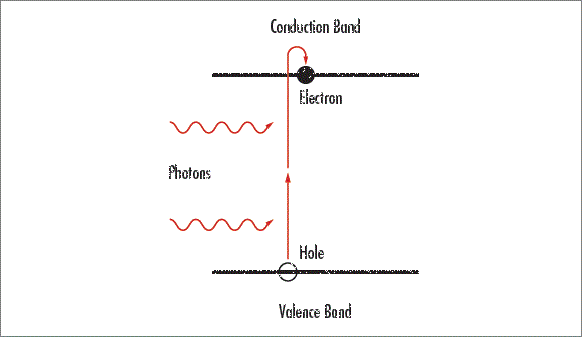 Conduction Band
Electron
Photons
Hole
Valence Band